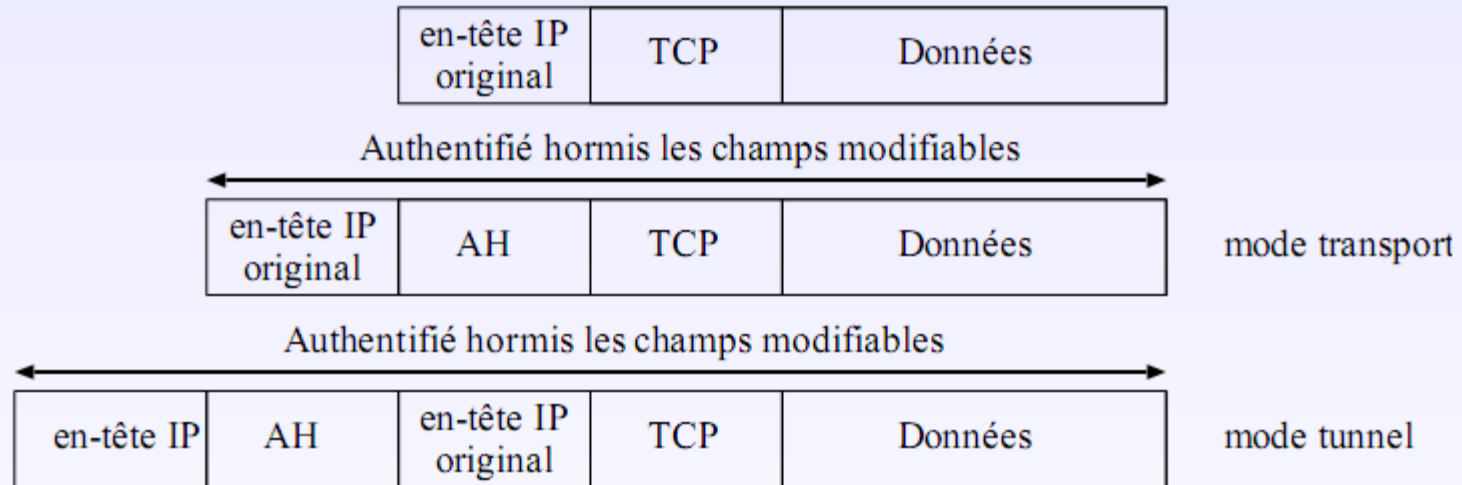 en-tête IP
original
TCP
Données
Authentifié hormis les champs modifiables
en-tête IP
original
AH
TCP
Données
mode transport
Authentifié hormis les champs modifiables
en-tête IP
AH
en-tête IP
original
TCP
Données
mode tunnel